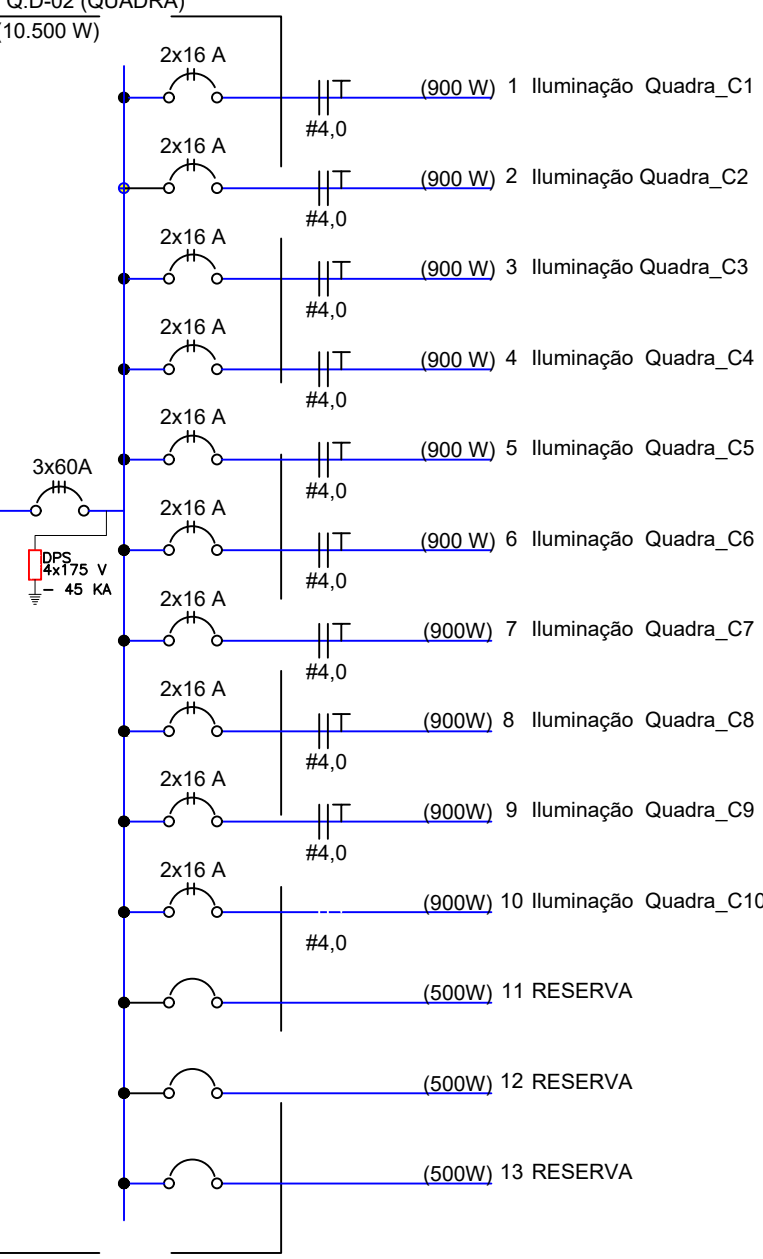 Q.D-02 (QUADRA)
(10.500 W)
2x16 A
(900 W) 1 Iluminação Quadra_C1
#4,0
2x16 A
(900 W) 2 Iluminação Quadra_C2
#4,0
2x16 A
(900 W) 3 Iluminação Quadra_C3
#4,0
2x16 A
(900 W) 4 Iluminação Quadra_C4
#4,0
2x16 A
(900 W) 5 Iluminação Quadra_C5
#4,0
3x60A
DPS
4x175 V
- 45 KA
2x16 A
(900 W) 6 Iluminação Quadra_C6
#4,0
2x16 A
(900W) 7 Iluminação Quadra_C7
#4,0
2x16 A
(900W) 8 Iluminação Quadra_C8
#4,0
2x16 A
(900W) 9 Iluminação Quadra_C9
#4,0
2x16 A
(900W) 10 Iluminação Quadra_C10
#4,0
(500W) 11 RESERVA
(500W) 12 RESERVA
(500W) 13 RESERVA